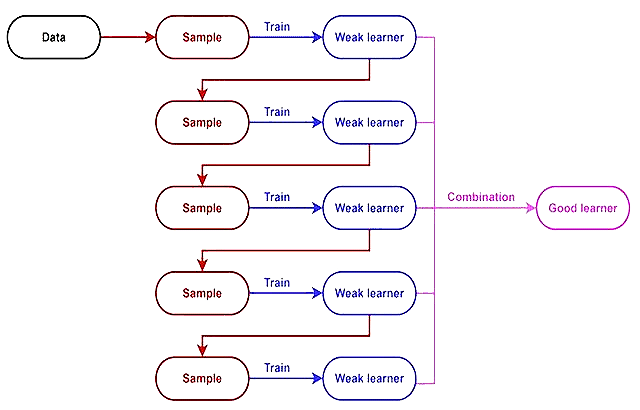 Data
Sample
Train
Weak learner
Sample
Train
Weak learner
Sample
Train
Weak learner
Combination
Good learner
Sample
Train
Weak learner
Sample
Train
Weak learner